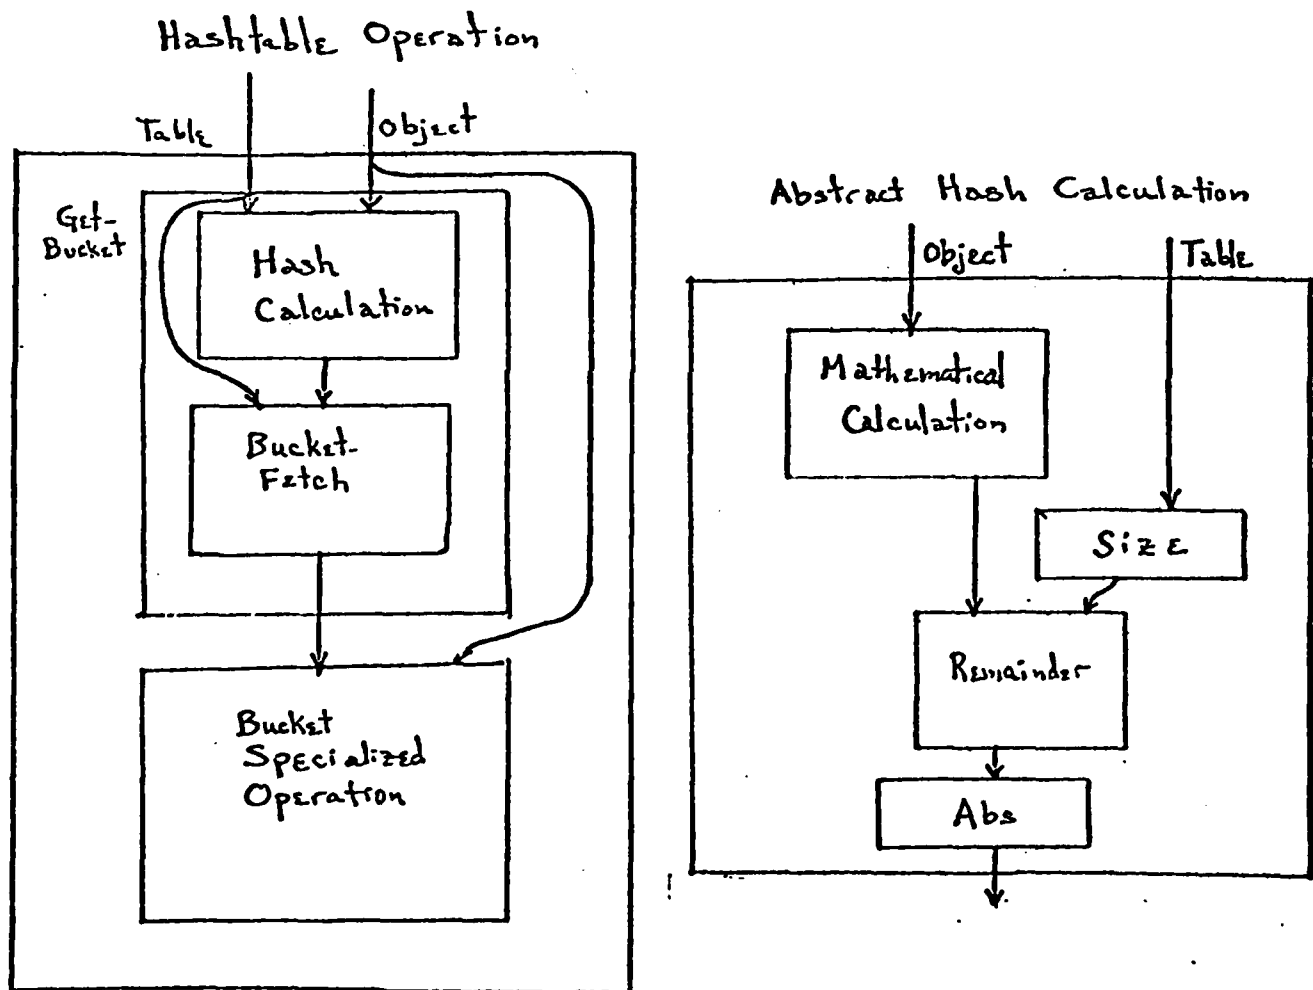 Hashtable Operation
Table
Object
Get-
Bucket
Hash
Calculation
Bucket-
Fetch
Bucket
Specialized
Operation
Abstract Hash Calculation
Object
Table
Mathematical
Calculation
Size
Remainder
Abs